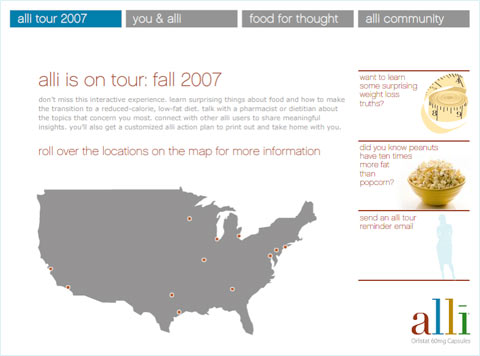 alli tour 2007
you & alli
food for thought
alli community
alli is on tour: fall 2007
don't miss this interactive experience. learn surprising things about food and how to make
the transition to a reduced-calorie, low-fat diet. talk with a pharmacist or dietitian about
the topics that concern you most. connect with other alli users to share meaningful
insights. you'll also get a customized alli action plan to print out and take home with you.
roll over the locations on the map for more information
want to learn
some surprising
weight loss
truths?
did you know peanuts
have ten times
more fat
than
popcorn?
send an alli tour
reminder email
alli
Orlistat 60mg Capsules